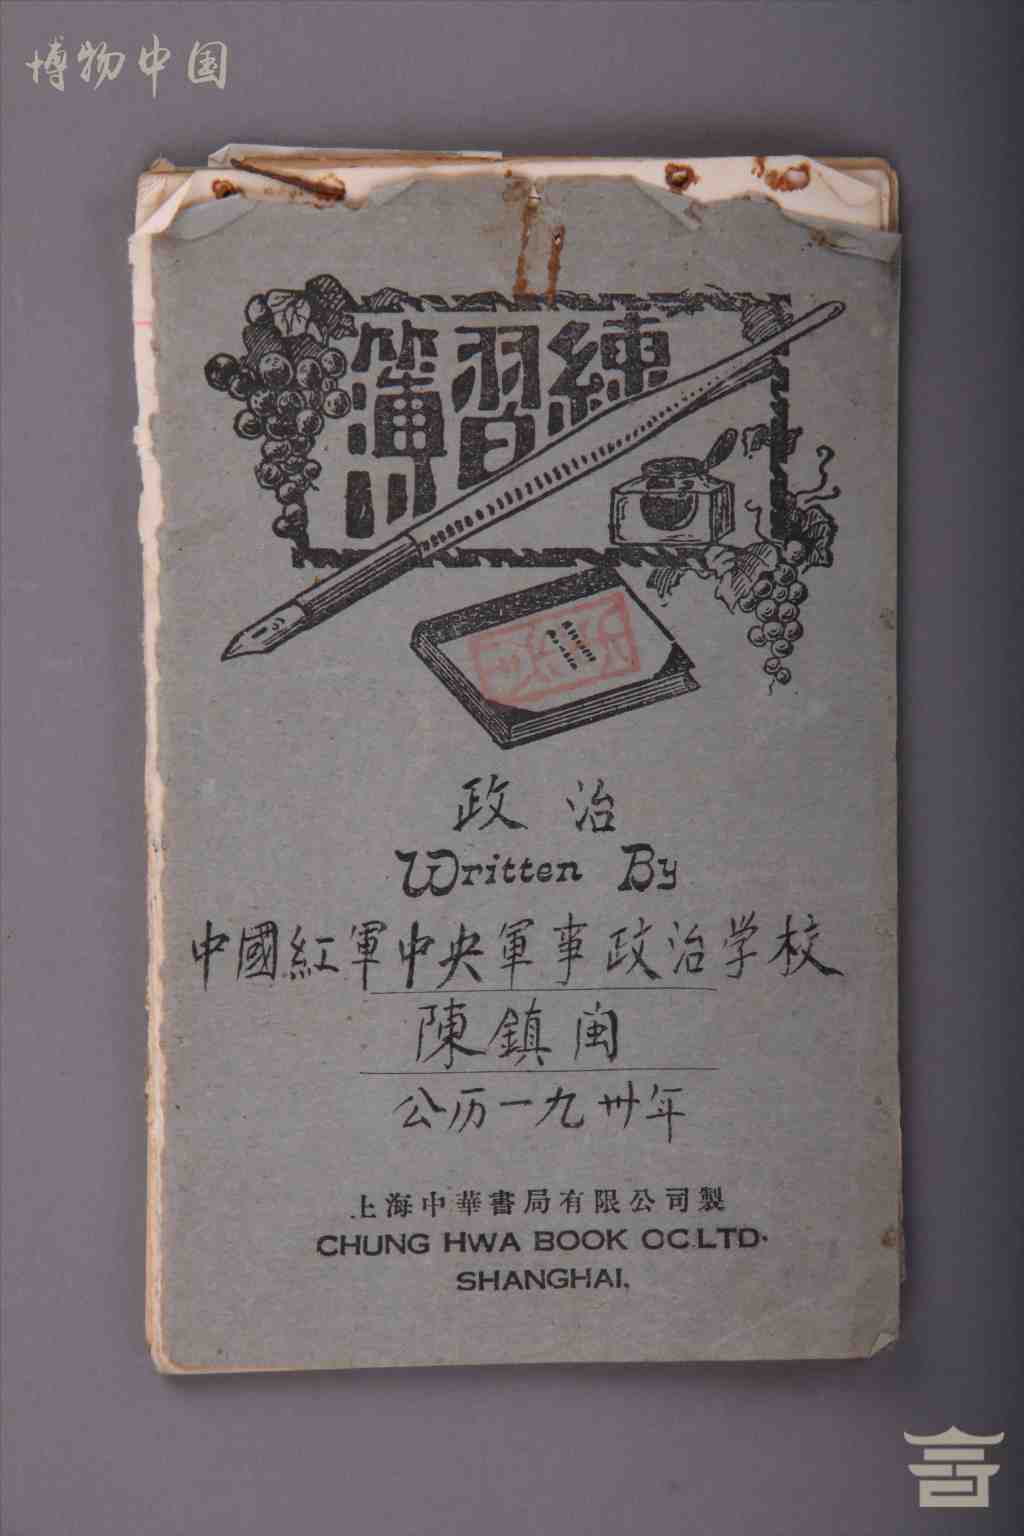 博物中国
練習簿
政治
Written By
中國紅軍中央軍事政治学校
陳鎮闽
公历一九卅年
上海中華書局有限公司製
CHUNG HWA BOOK OC.LTD.
SHANGHAI.